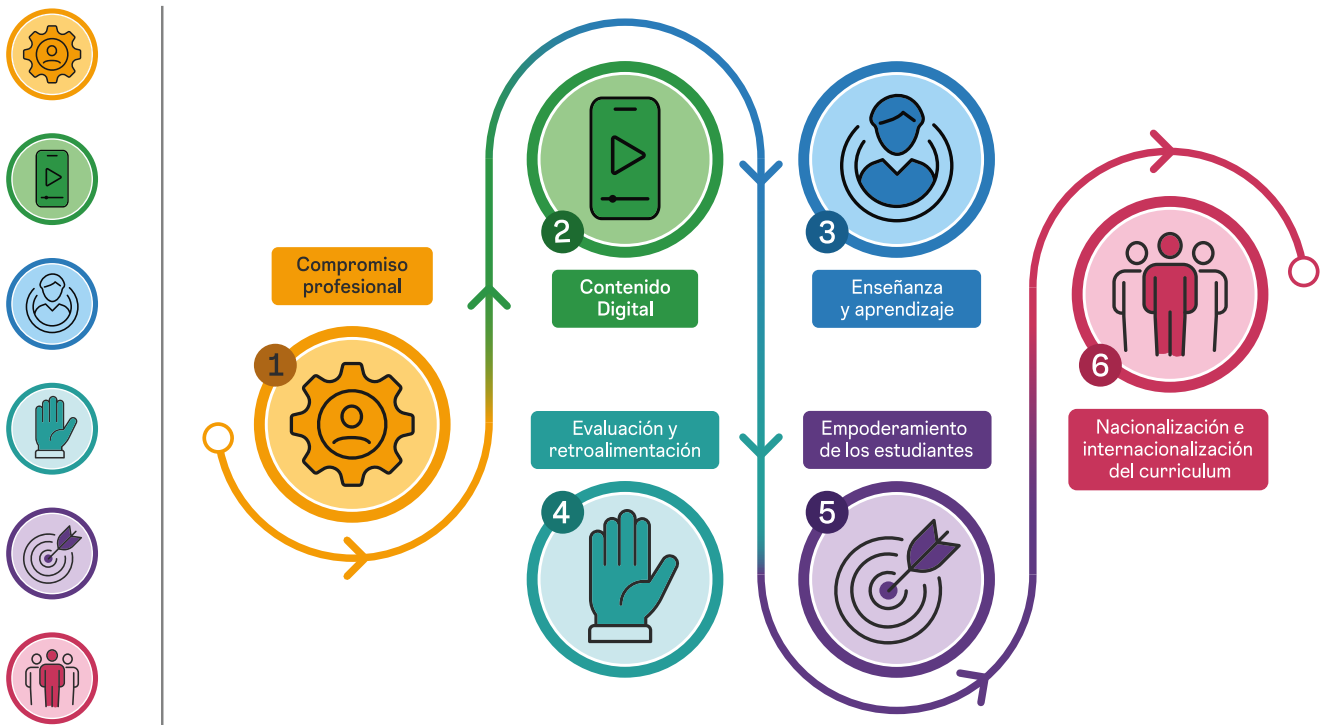 1
Compromiso
profesional
2
Contenido
Digital
3
Enseñanza
y aprendizaje
4
Evaluación y
retroalimentación
5
Empoderamiento
de los estudiantes
6
Nacionalización e
internacionalización
del curriculum